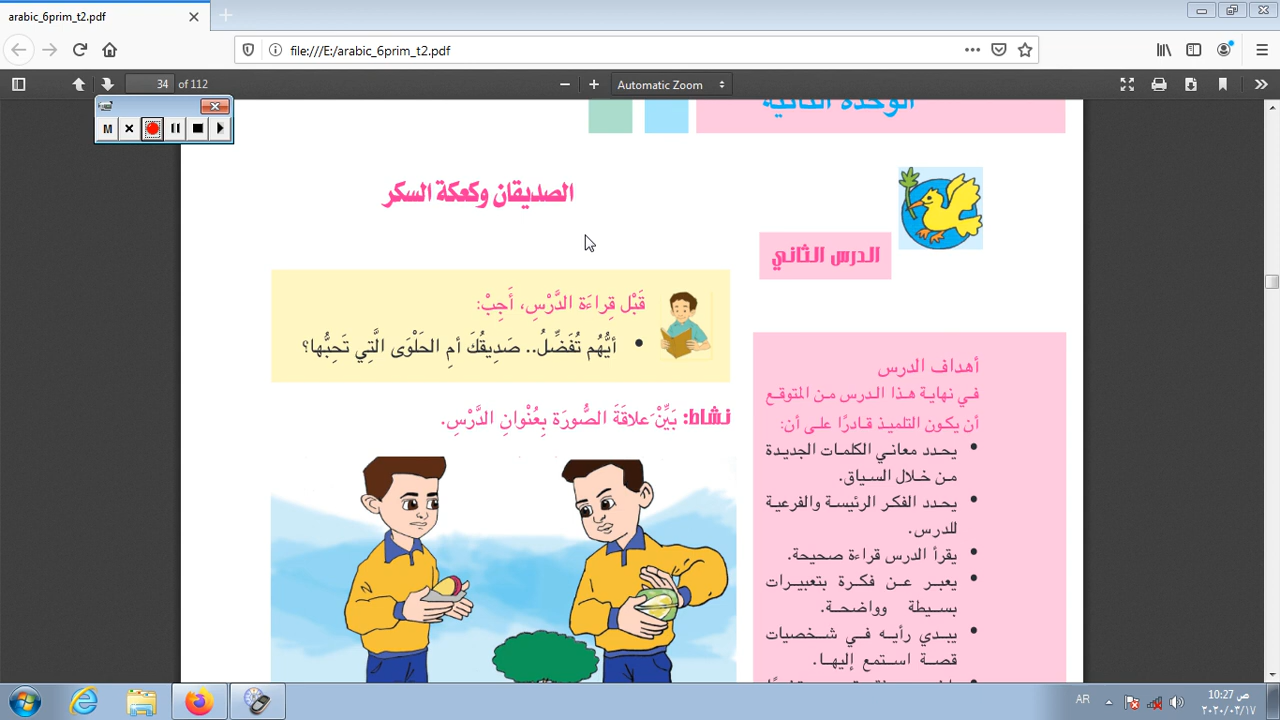 arabic_6prim_t2.pdf
file:///E:/arabic_6prim_t2.pdf
34 of 112
Automatic Zoom
M
الوحدة الثانية
الصديقان وكعكة السكر
الدرس الثاني
قَبْل قِراءَة الدَّرْسِ، أَجِبْ:
• أيُّهُم تُفَضِّلُ.. صَدِيقُكَ أمِ الحَلْوَى الَّتِي تَحِبُّها؟
نشاط: بَيِّنْ عَلاقَةَ الصُّورَة بِعُنْوانِ الدَّرْسِ.
أهداف الدرس
في نهاية هذا الدرس من المتوقع
أن يكون التلميذ قادرًا على أن:
• يحدد معاني الكلمات الجديدة
من خلال السياق.
• يحدد الفكر الرئيسة والفرعية
للدرس.
• يقرأ الدرس قراءة صحيحة.
• يعبر عن فكرة بتعبيرات
بسيطة وواضحة.
• يبدي رأيه في شخصيات
قصة استمع إليها.
AR
10:27 ص
٢٠٢٠/٠٣/١٧